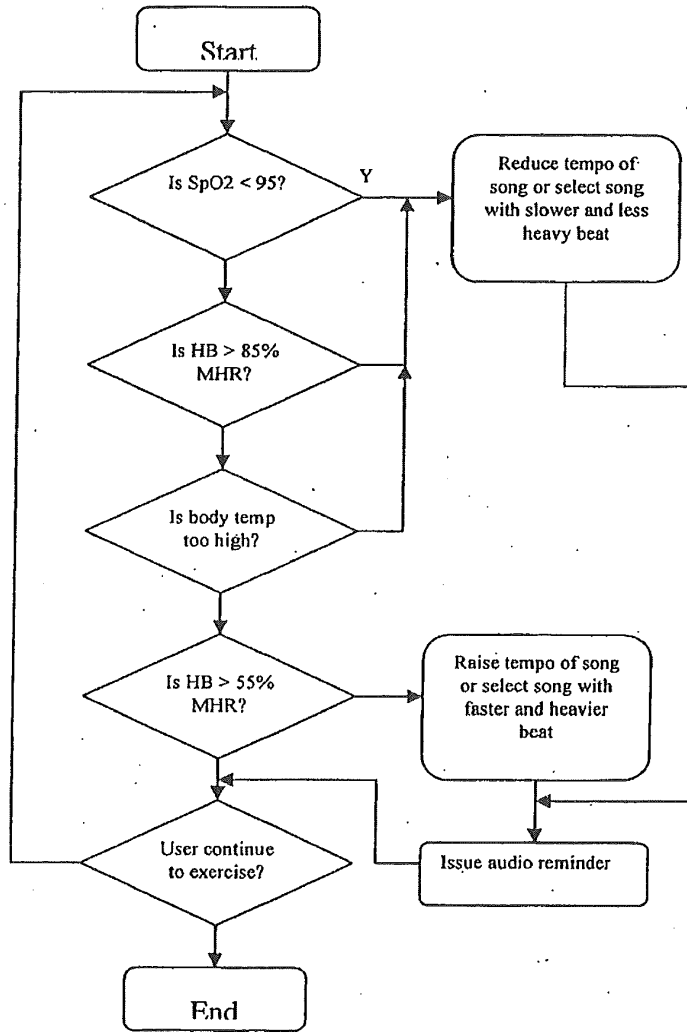 Start
Is SpO2 < 95?
Y
Reduce tempo of
song or select song
with slower and less
heavy beat
Is HB > 85%
MHR?
Is body temp
too high?
Is HB > 55%
MHR?
Raise tempo of song
or select song with
faster and heavier
beat
User continue
to exercise?
Issue audio reminder
End